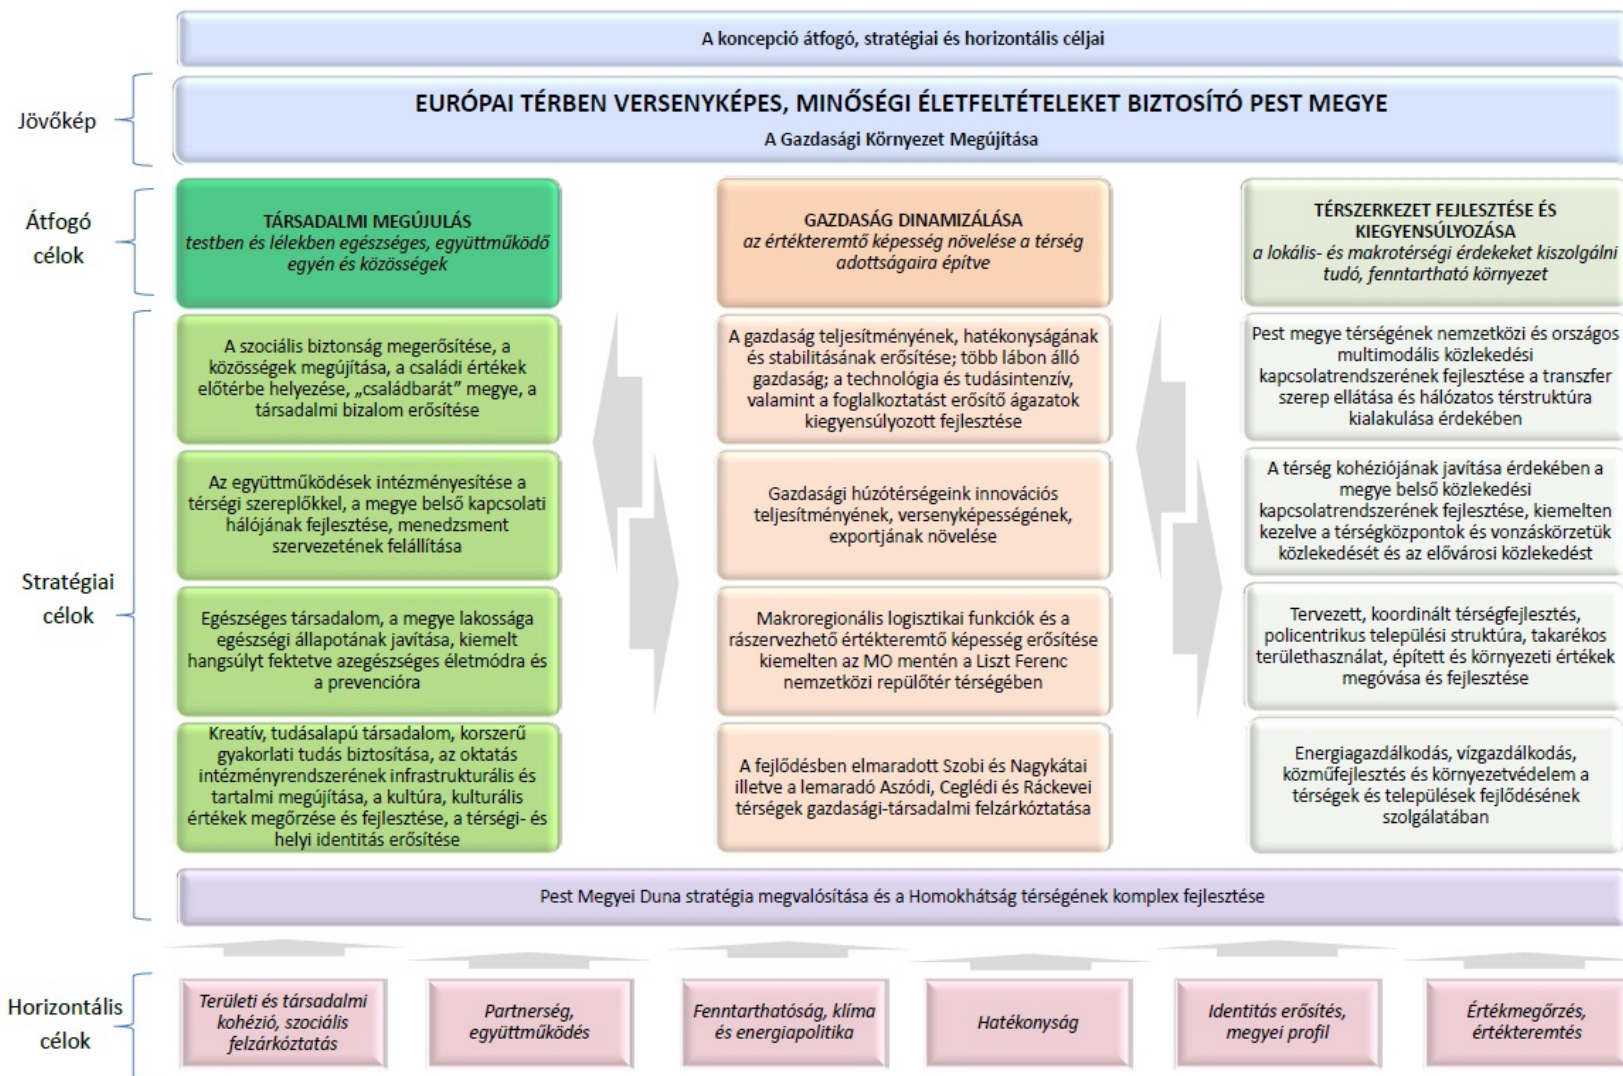 A koncepció átfogó, stratégiai és horizontális céljai
Jövőkép
EURÓPAI TÉRBEN VERSENYKÉPES, MINŐSÉGI ÉLETFELTÉTELEKET BIZTOSÍTÓ PEST MEGYE
A Gazdasági Környezet Megújítása
Átfogó
célok
TÁRSADALMI MEGÚJULÁS
testben és lélekben egészséges, együttműködő
egyén és közösségek
GAZDASÁG DINAMIZÁLÁSA
az értékteremtő képesség növelése a térség
adottságaira építve
TÉRSZERKEZET FEJLESZTÉSE ÉS
KIEGYENSÚLYOZÁSA
a lokális- és makrotérségi érdekeket kiszolgálni
tudó, fenntartható környezet
Stratégiai
célok
A szociális biztonság megerősítése, a
közösségek megújítása, a családi értékek
előtérbe helyezése, „családbarát” megye, a
társadalmi bizalom erősítése
A gazdaság teljesítményének, hatékonyságának
és stabilitásának erősítése; több lábon álló
gazdaság; a technológia és tudásintenzív,
valamint a foglalkoztatást erősítő ágazatok
kiegyensúlyozott fejlesztése
Pest megye térségének nemzetközi és országos
multimodális közlekedési
kapcsolatrendszerének fejlesztése a transzfer
szerep ellátása és hálózatos térstruktúra
kialakulása érdekében
Az együttműködések intézményesítése a
térségi szereplőkkel, a megye belső kapcsolati
hálójának fejlesztése, menedzsment
szervezetének felállítása
Gazdasági húzótérségeink innovációs
teljesítményének, versenyképességének,
exportjának növelése
A térség kohéziójának javítása érdekében a
megye belső közlekedési
kapcsolatrendszerének fejlesztése, kiemelten
kezelve a térségközpontok és vonzáskörzetük
közlekedését és az elővárosi közlekedést
Egészséges társadalom, a megye lakossága
egészségi állapotának javítása, kiemelt
hangsúlyt fektetve azegészséges életmódra és
a prevencióra
Makroregionális logisztikai funkciók és a
rászervezhető értékteremtő képesség erősítése
kiemelten az MO mentén a Liszt Ferenc
nemzetközi repülőtér térségében
Tervezett, koordinált térségfejlesztés,
policentrikus települési struktúra, takarékos
területhasználat, épített és környezeti értékek
megóvása és fejlesztése
Kreatív, tudásalapú társadalom, korszerű
gyakorlati tudás biztosítása, az oktatás
intézményrendszerének infrastrukturális és
tartalmi megújítása, a kultúra, kulturális
értékek megőrzése és fejlesztése, a térségi- és
helyi identitás erősítése
A fejlődésben elmaradott Szobi és Nagykátai
illetve a lemaradó Aszódi, Ceglédi és Ráckevei
térségek gazdasági-társadalmi felzárkóztatása
Energiagazdálkodás, vízgazdálkodás,
közműfejlesztés és környezetvédelem a
térségek és települések fejlődésének
szolgálatában
Pest Megyei Duna stratégia megvalósítása és a Homokhátság térségének komplex fejlesztése
Horizontális
célok
Területi és társadalmi
kohézió, szociális
felzárkóztatás
Partnerség,
együttműködés
Fenntarthatóság, klíma
és energiapolitika
Hatékonyság
Identitás erősítés,
megyei profil
Értékmegőrzés,
értékteremtés